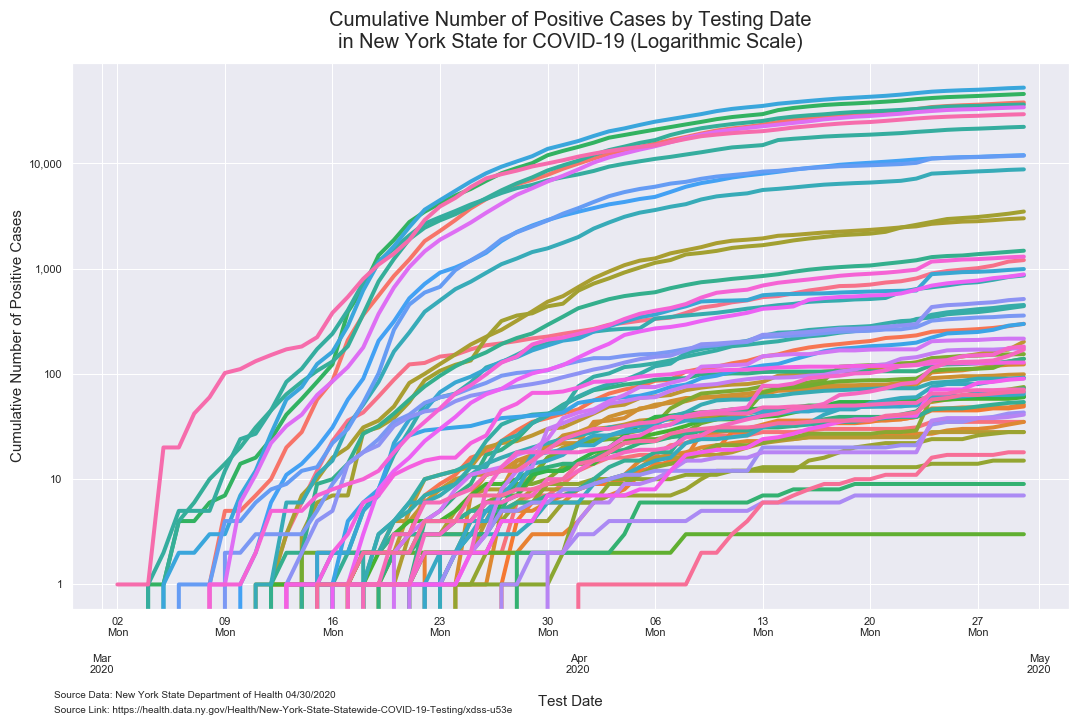 Cumulative Number of Positive Cases by Testing Date
in New York State for COVID-19 (Logarithmic Scale)
Cumulative Number of Positive Cases
10,000
1,000
100
10
1
02 09 16 23 30 06 13 20 27
Mon Mon Mon Mon Mon Mon Mon Mon Mon
Mar Apr May
2020 2020 2020
Test Date
Source Data: New York State Department of Health 04/30/2020
Source Link: https://health.data.ny.gov/Health/New-York-State-Statewide-COVID-19-Testing/xdss-u53e